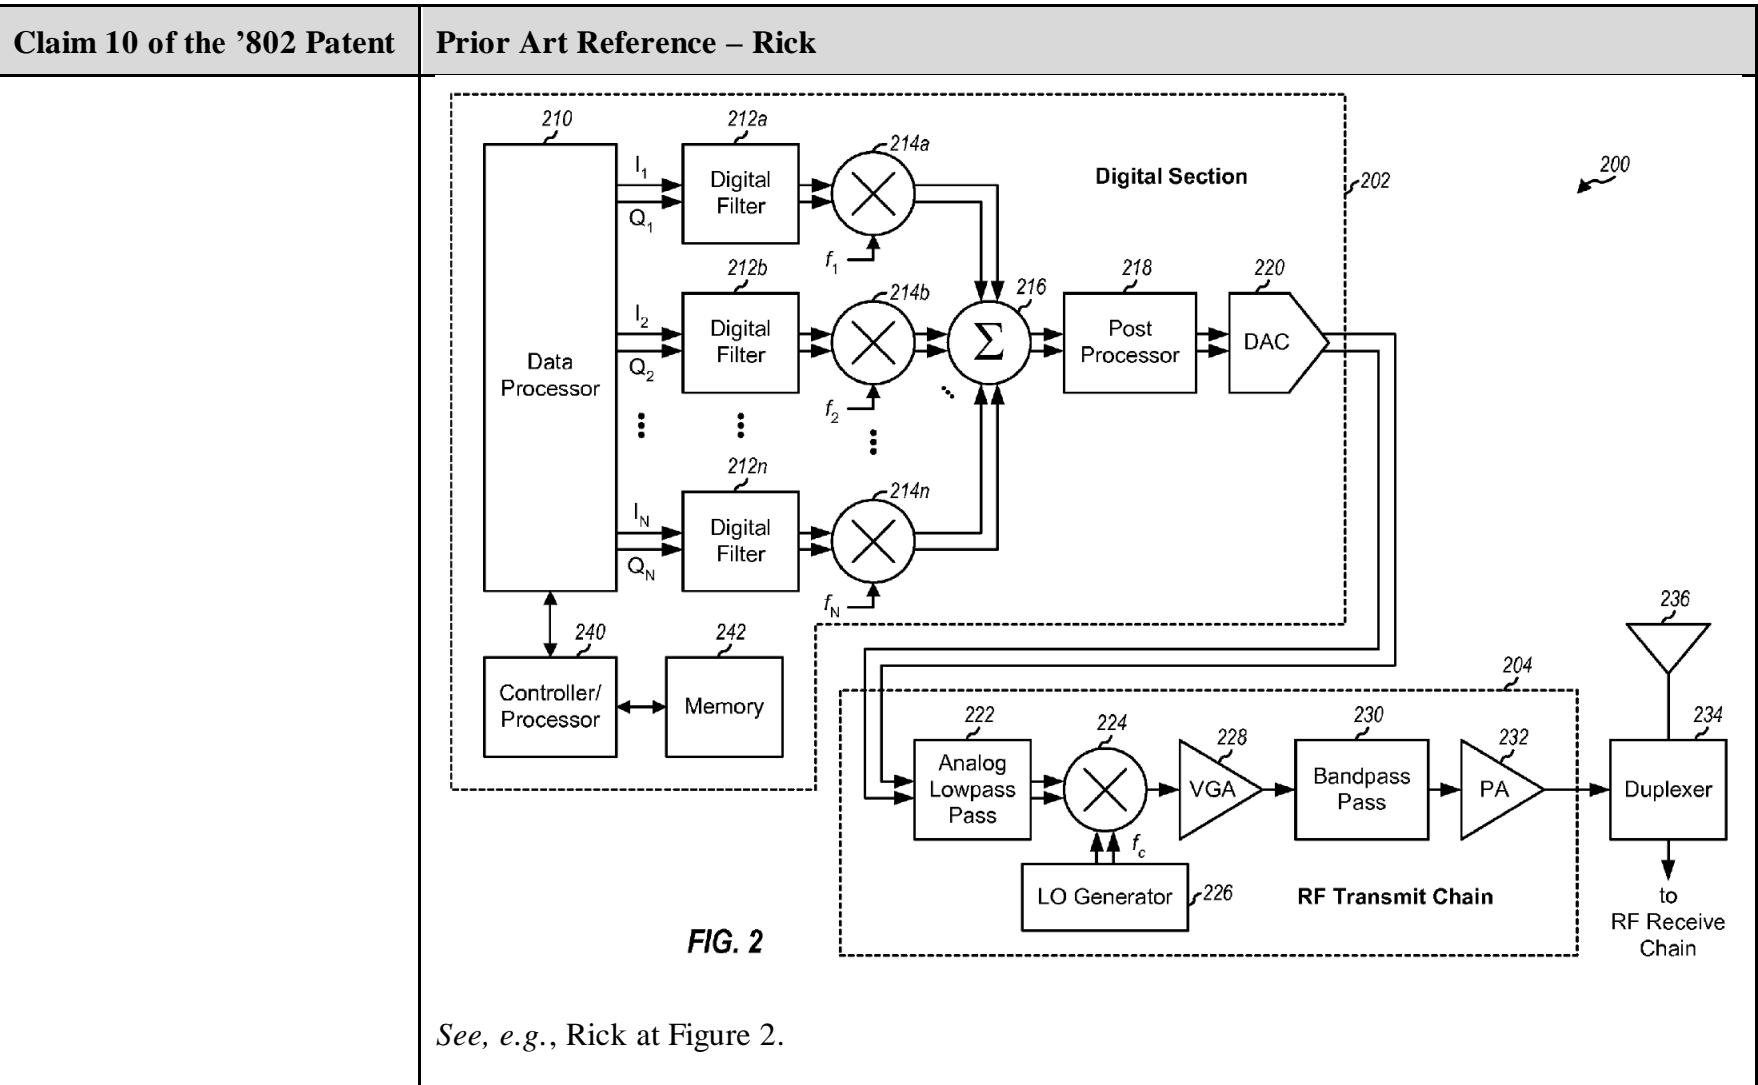 Claim 10 of the ’802 Patent
Prior Art Reference – Rick
210
212a
214a
I1
Q1
Digital
Filter
f1
Digital Section
202
200
212b
214b
216
218
220
I2
Q2
Digital
Filter
f2
Σ
Post
Processor
DAC
Data
Processor
212n
214n
IN
QN
Digital
Filter
fN
240
242
Controller/
Processor
Memory
236
204
222
224
228
230
232
234
Analog
Lowpass
Pass
VGA
Bandpass
Pass
PA
Duplexer
fc
LO Generator
226
RF Transmit Chain
to
RF Receive
Chain
FIG. 2
See, e.g., Rick at Figure 2.